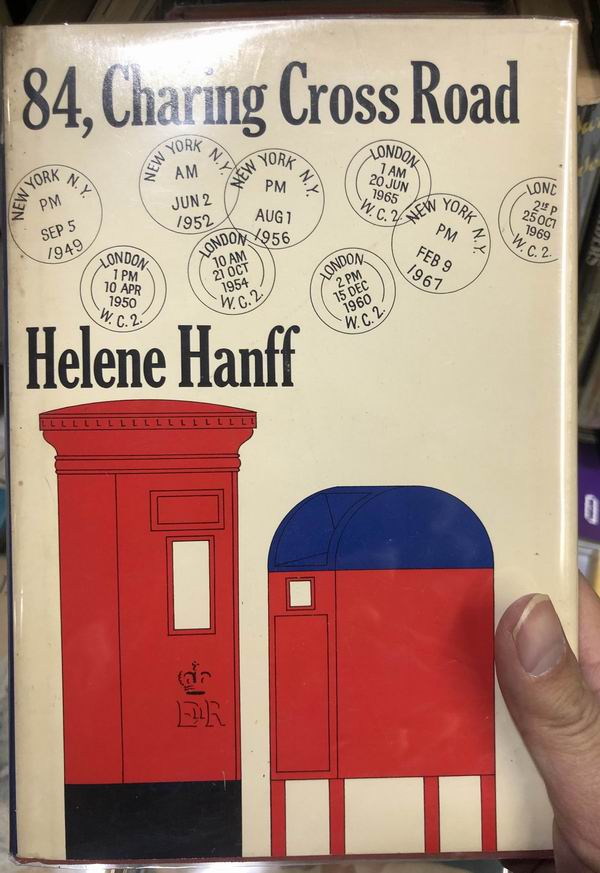 84, Charing Cross Road
NEW YORK N.Y.
PM
SEP 5
1949
NEW YORK N.Y.
AM
JUN 2
1952
NEW YORK N.Y.
PM
AUG 1
1956
LONDON
1 AM
20 JUN
1965
W.C.2.
NEW YORK N.Y.
PM
FEB 9
1967
LOND
25 OCT
1969
W.C.2.
LONDON
1 PM
10 APR
1950
W.C.2.
LONDON
10 AM
21 OCT
1954
W.C.2.
LONDON
2 PM
15 DEC
1960
W.C.2.
Helene Hanff
EIIR